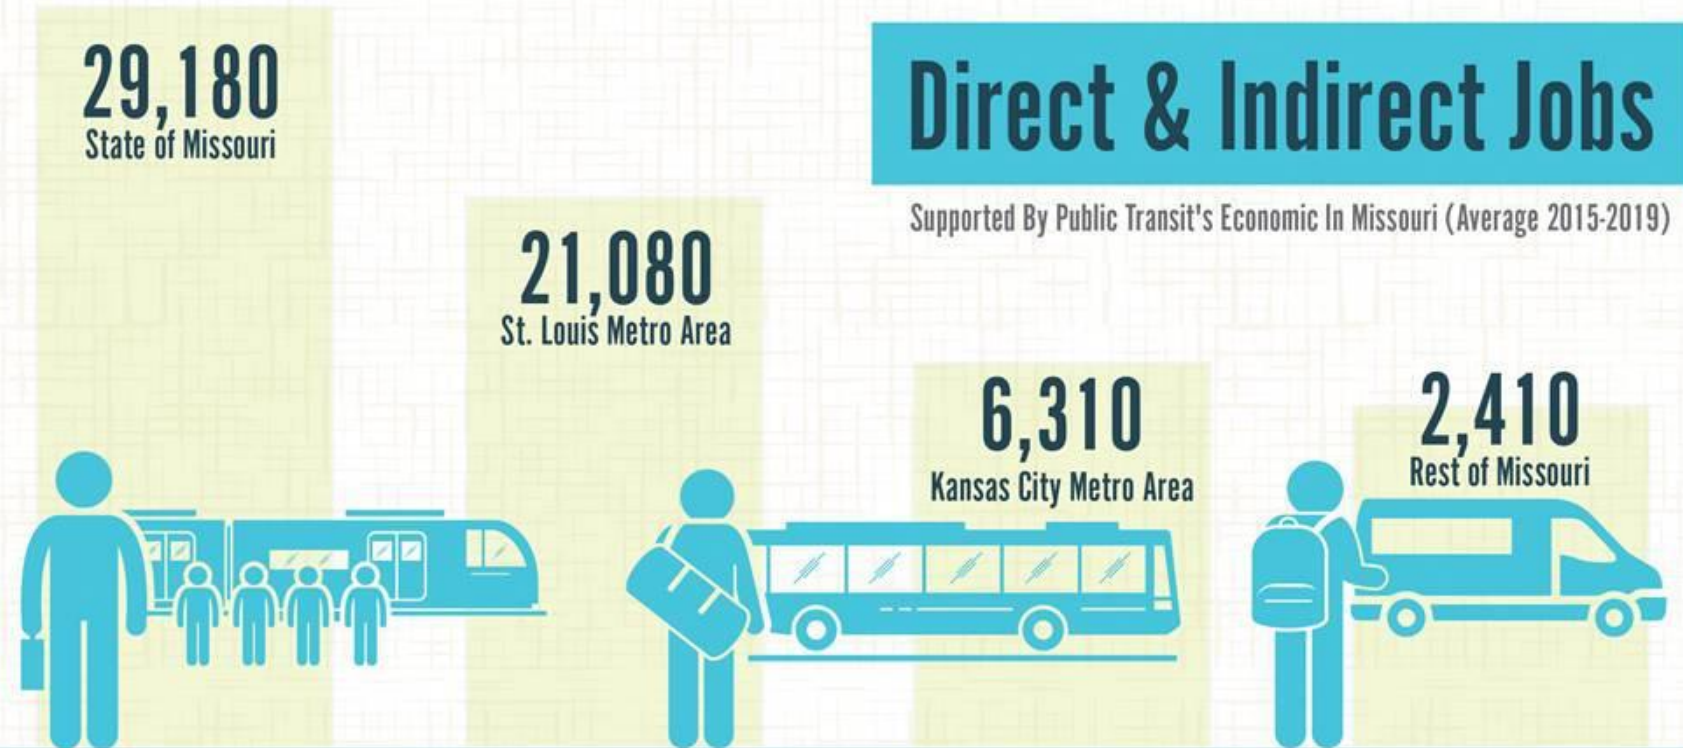 Direct & Indirect Jobs
Supported By Public Transit's Economic In Missouri (Average 2015-2019)
29,180
State of Missouri
21,080
St. Louis Metro Area
6,310
Kansas City Metro Area
2,410
Rest of Missouri